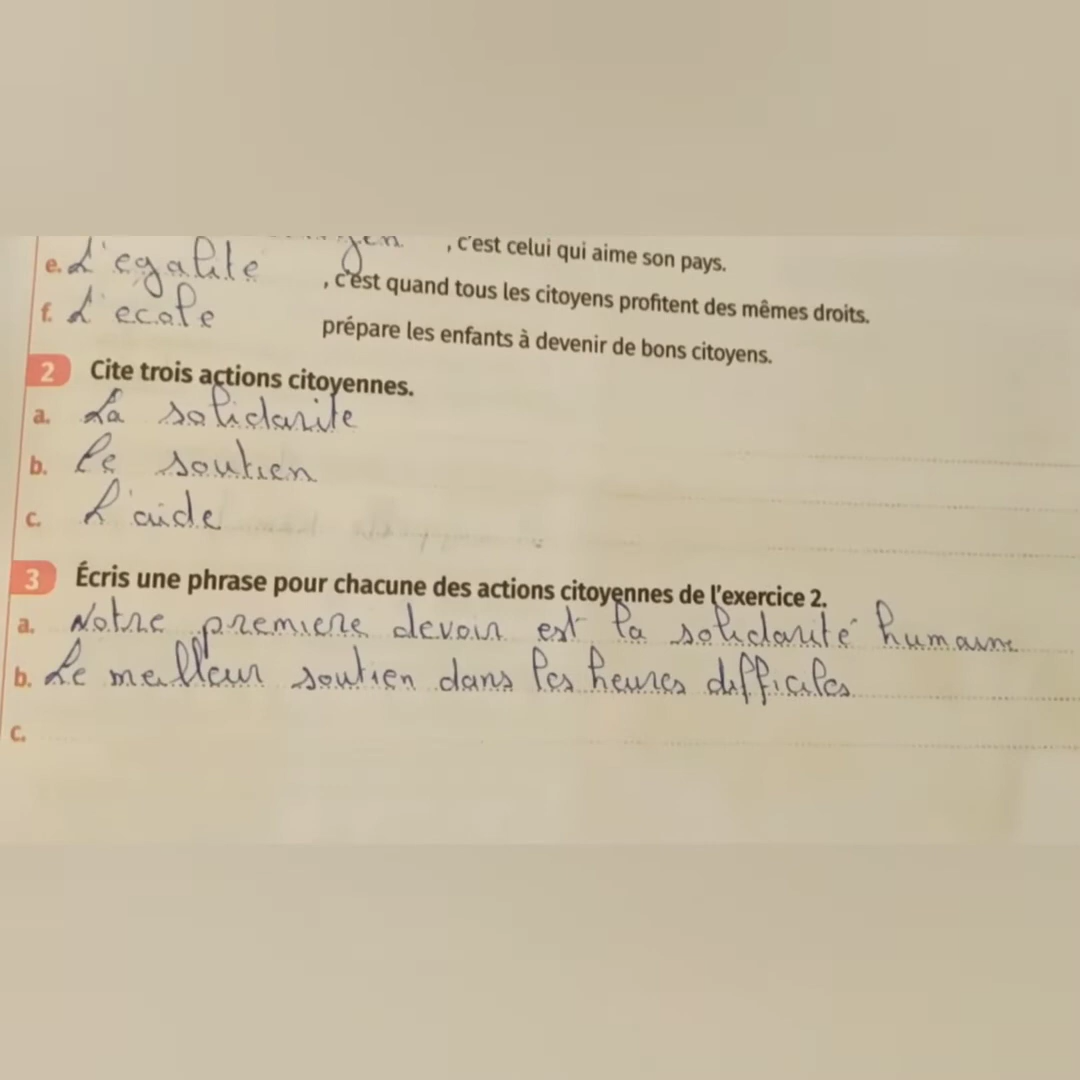 , c'est celui qui aime son pays.
e. L'egalite , c'est quand tous les citoyens profitent des mêmes droits.
f. L'ecole prépare les enfants à devenir de bons citoyens.
2 Cite trois actions citoyennes.
a. La solidarite
b. le soutien
c. L'aide
3 Écris une phrase pour chacune des actions citoyennes de l'exercice 2.
a. Notre premiere devoir est la solidarité humaine
b. Le meilleur soutien dans les heures difficiles
c.